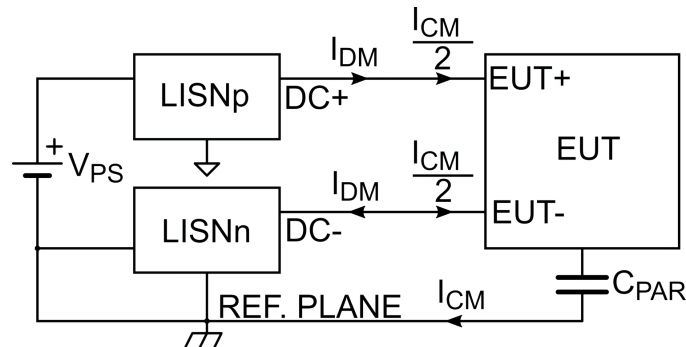 I_DM
I_CM
2
LISNp
DC+
EUT+
EUT
+
V_PS
I_DM
I_CM
2
LISNn
DC-
EUT-
C_PAR
REF. PLANE
I_CM